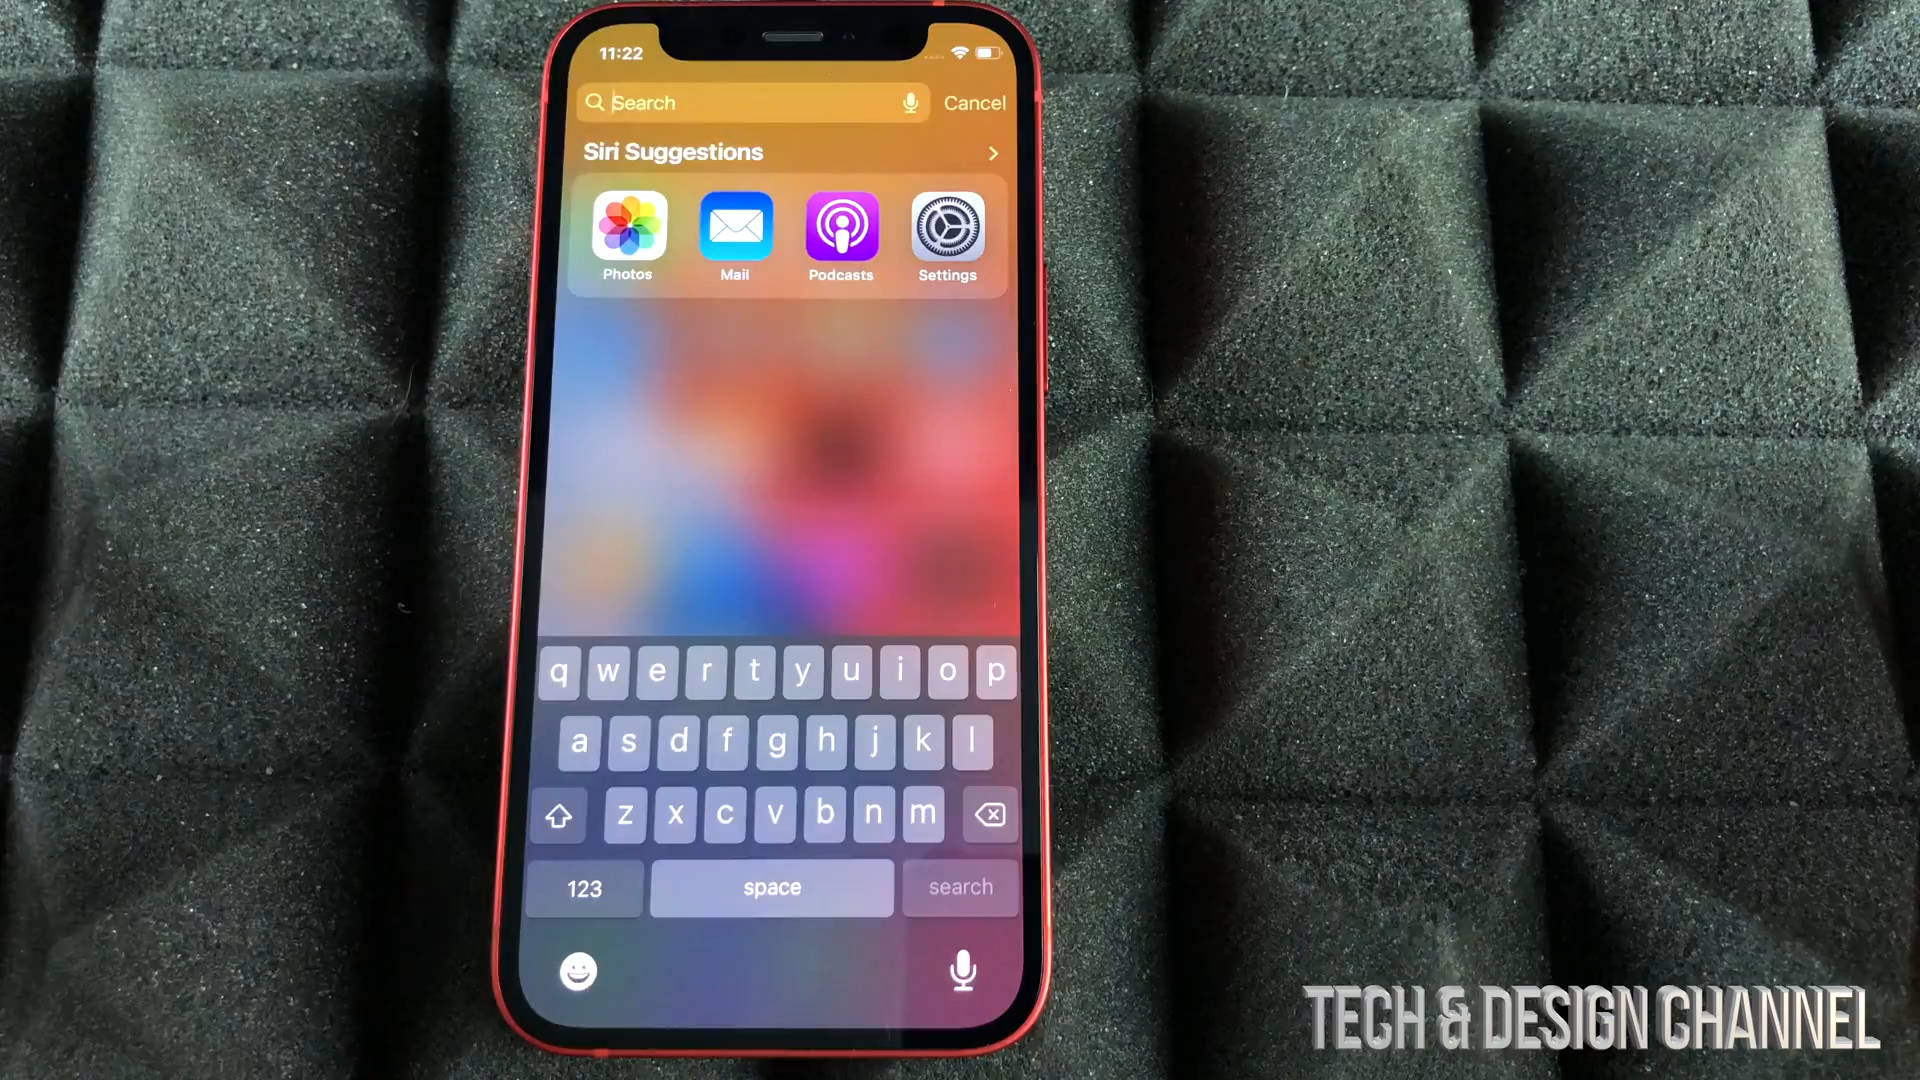 11:22
Search
Cancel
Siri Suggestions
Photos
Mail
Podcasts
Settings
q w e r t y u i o p
a s d f g h j k l
z x c v b n m
123
space
search
TECH & DESIGN CHANNEL